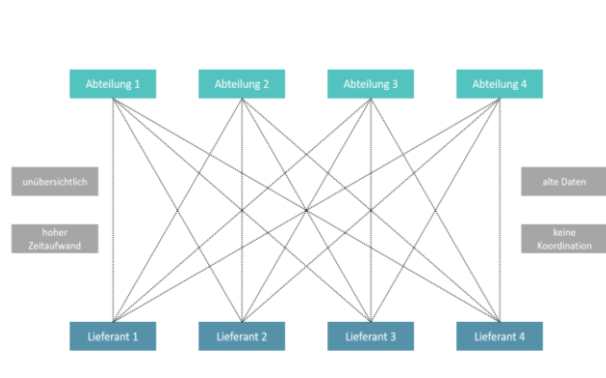 Abteilung 1
Abteilung 2
Abteilung 3
Abteilung 4
unübersichtlich
alte Daten
hoher
Zeitaufwand
keine
Koordination
Lieferant 1
Lieferant 2
Lieferant 3
Lieferant 4